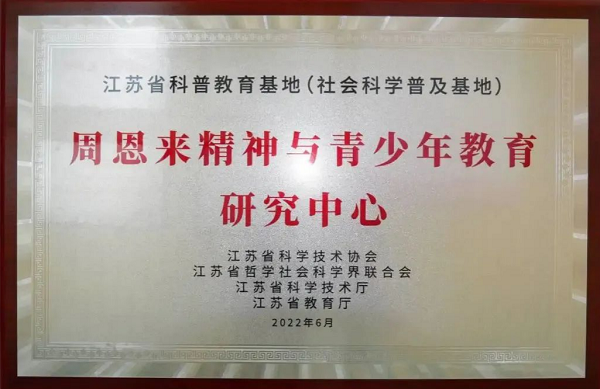 江苏省科普教育基地(社会科学普及基地)
周恩来精神与青少年教育
研究中心
江苏省科学技术协会
江苏省哲学社会科学界联合会
江苏省科学技术厅
江苏省教育厅
2022年6月